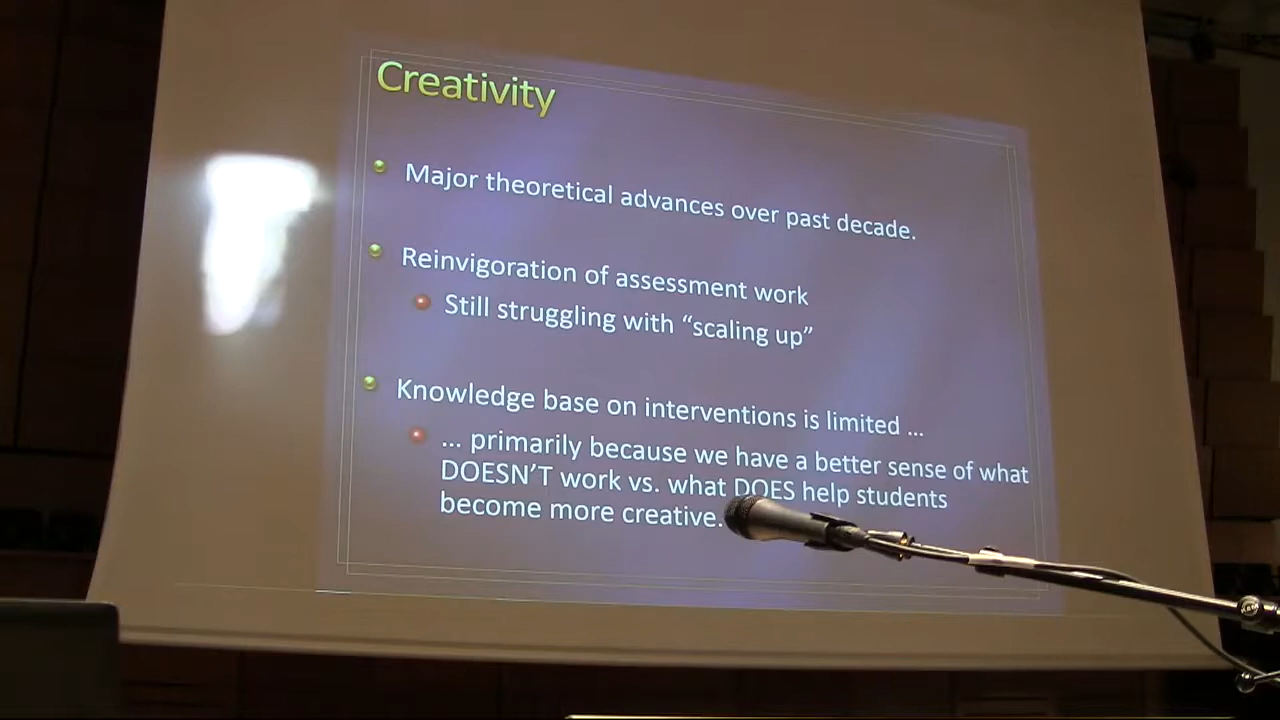 Creativity
Major theoretical advances over past decade.
Reinvigoration of assessment work
Still struggling with “scaling up”
Knowledge base on interventions is limited ...
... primarily because we have a better sense of what
DOESN’T work vs. what DOES help students
become more creative.